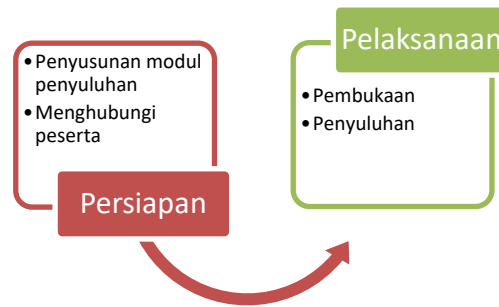 •Penyusunan modul
penyuluhan
•Menghubungi
peserta
Persiapan
Pelaksanaan
•Pembukaan
•Penyuluhan